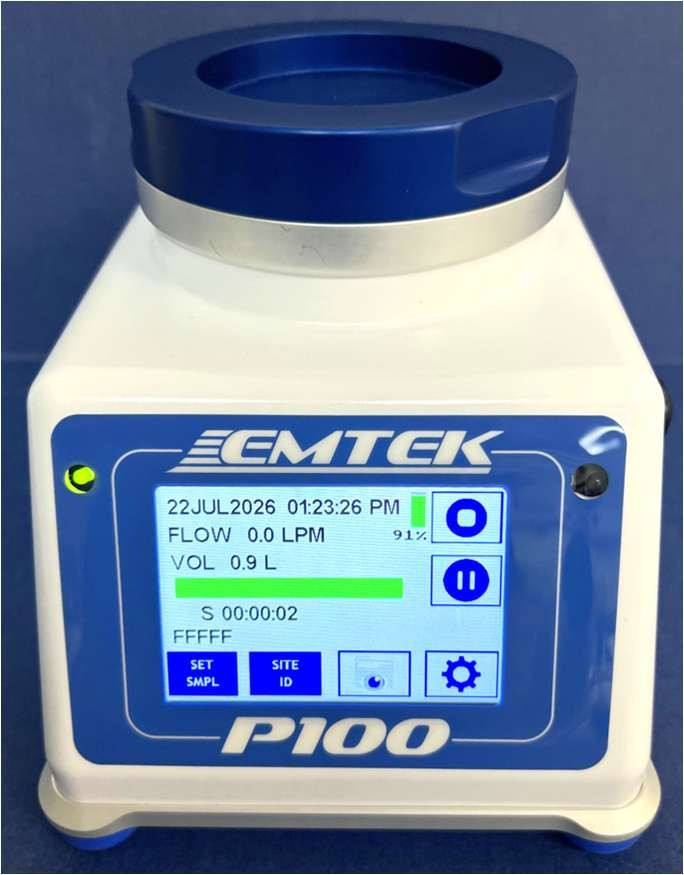 EMTEK
22JUL2026 01:23:26 PM
FLOW 0.0 LPM
91%
VOL 0.9 L
S 00:00:02
FFFFF
SET
SMPL
SITE
ID
P100